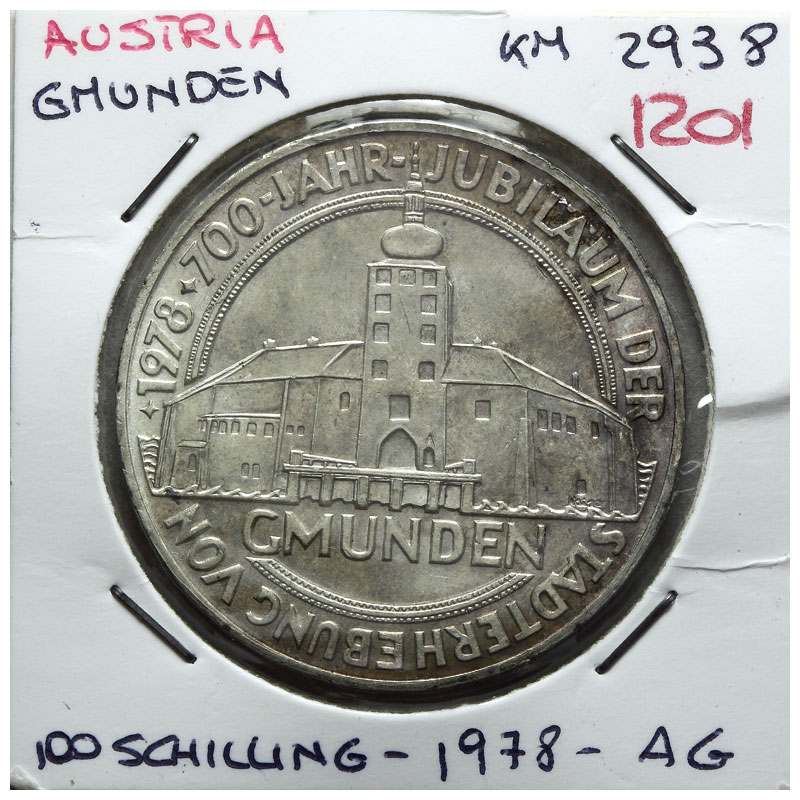 AUSTRIA
KM 2938
GMUNDEN
1201
1978 · 700-JAHR-JUBILÄUM DER STADTERHEBUNG VON
GMUNDEN
100 SCHILLING - 1978 - AG